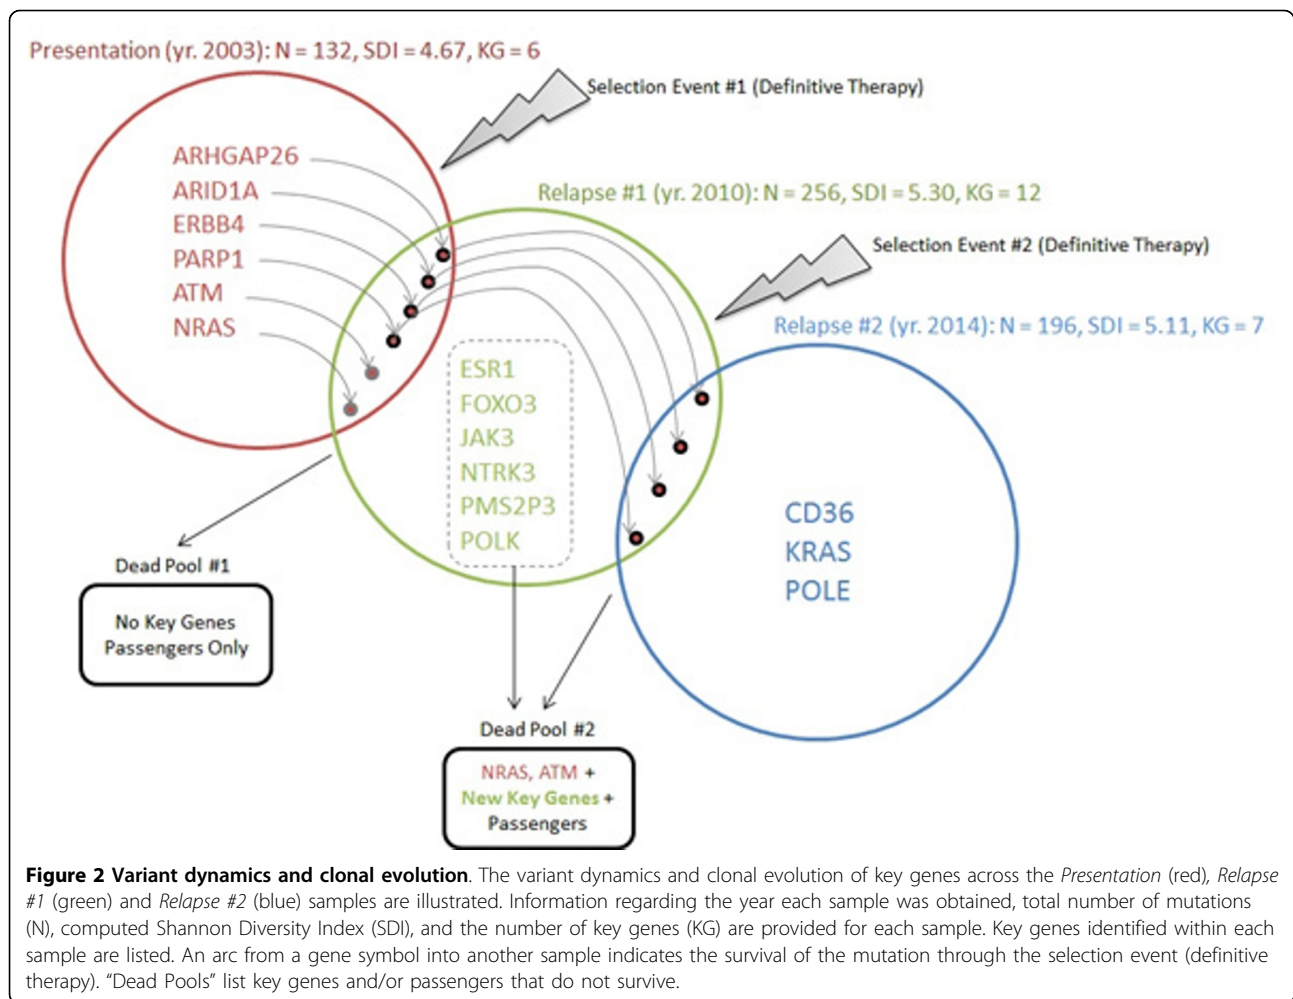 Presentation (yr. 2003): N = 132, SDI = 4.67, KG = 6
Selection Event #1 (Definitive Therapy)
ARHGAP26
ARID1A
ERBB4
PARP1
ATM
NRAS
Relapse #1 (yr. 2010): N = 256, SDI = 5.30, KG = 12
Selection Event #2 (Definitive Therapy)
Relapse #2 (yr. 2014): N = 196, SDI = 5.11, KG = 7
ESR1
FOXO3
JAK3
NTRK3
PMS2P3
POLK
CD36
KRAS
POLE
Dead Pool #1
No Key Genes
Passengers Only
Dead Pool #2
NRAS, ATM +
New Key Genes +
Passengers
Figure 2 Variant dynamics and clonal evolution. The variant dynamics and clonal evolution of key genes across the Presentation (red), Relapse
#1 (green) and Relapse #2 (blue) samples are illustrated. Information regarding the year each sample was obtained, total number of mutations
(N), computed Shannon Diversity Index (SDI), and the number of key genes (KG) are provided for each sample. Key genes identified within each
sample are listed. An arc from a gene symbol into another sample indicates the survival of the mutation through the selection event (definitive
therapy). “Dead Pools” list key genes and/or passengers that do not survive.